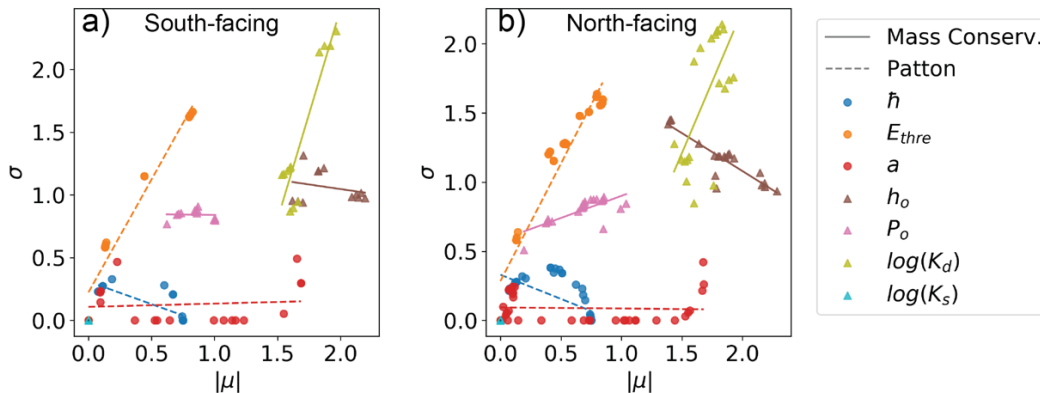 a) South-facing
σ
2.0
1.5
1.0
0.5
0.0
0.0 0.5 1.0 1.5 2.0
|μ|
b) North-facing
σ
2.0
1.5
1.0
0.5
0.0
0.0 0.5 1.0 1.5 2.0
|μ|
Mass Conserv.
Patton
ℏ
E_thre
a
h_o
P_o
log(K_d)
log(K_s)